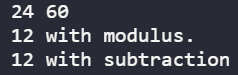 24 60
12 with modulus.
12 with subtraction